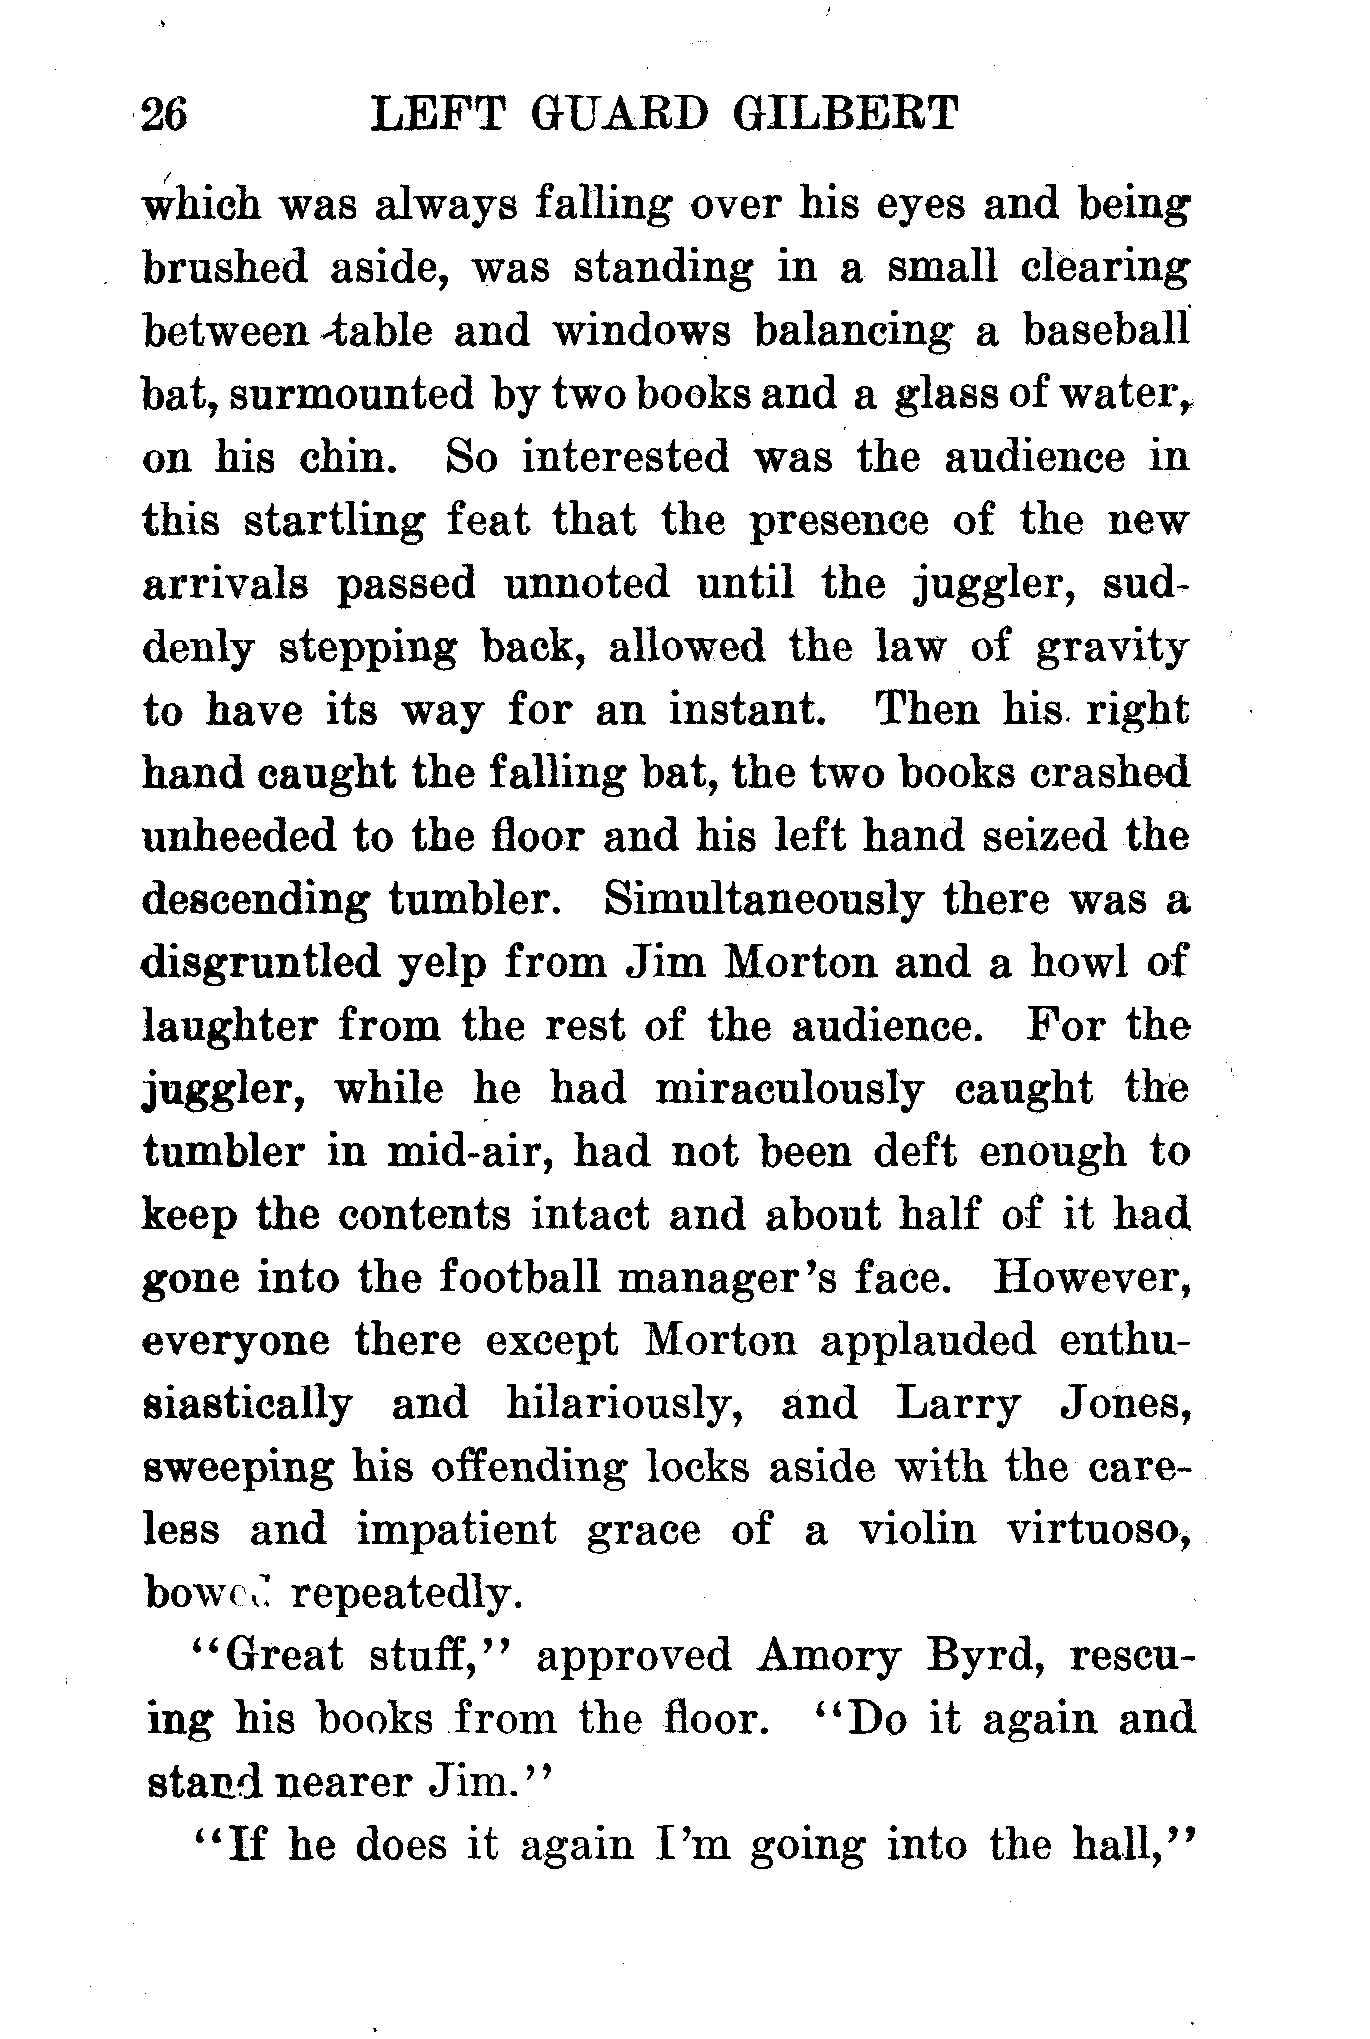 26 LEFT GUARD GILBERT
which was always falling over his eyes and being
brushed aside, was standing in a small clearing
between table and windows balancing a baseball
bat, surmounted by two books and a glass of water,
on his chin. So interested was the audience in
this startling feat that the presence of the new
arrivals passed unnoted until the juggler, sud-
denly stepping back, allowed the law of gravity
to have its way for an instant. Then his right
hand caught the falling bat, the two books crashed
unheeded to the floor and his left hand seized the
descending tumbler. Simultaneously there was a
disgruntled yelp from Jim Morton and a howl of
laughter from the rest of the audience. For the
juggler, while he had miraculously caught the
tumbler in mid-air, had not been deft enough to
keep the contents intact and about half of it had
gone into the football manager's face. However,
everyone there except Morton applauded enthu-
siastically and hilariously, and Larry Jones,
sweeping his offending locks aside with the care-
less and impatient grace of a violin virtuoso,
bowed repeatedly.
"Great stuff," approved Amory Byrd, rescu-
ing his books from the floor. "Do it again and
stand nearer Jim."
"If he does it again I'm going into the hall,"